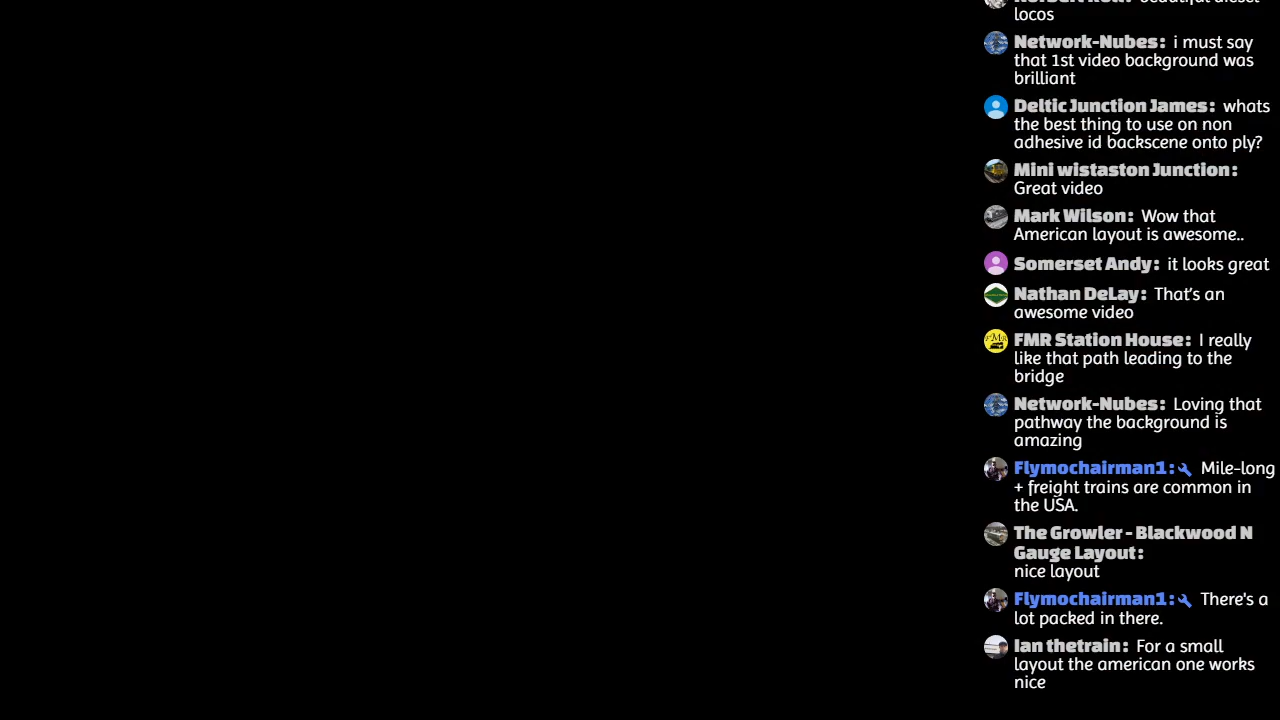 locos
Network-Nubes: i must say
that 1st video background was
brilliant
Deltic Junction James: whats
the best thing to use on non
adhesive id backscene onto ply?
Mini wistaston Junction:
Great video
Mark Wilson: Wow that
American layout is awesome..
Somerset Andy: it looks great
Nathan DeLay: That's an
awesome video
FMR Station House: I really
like that path leading to the
bridge
Network-Nubes: Loving that
pathway the background is
amazing
Flymochairman1: Mile-long
+ freight trains are common in
the USA.
The Growler - Blackwood N
Gauge Layout:
nice layout
Flymochairman1: There's a
lot packed in there.
Ian thetrain: For a small
layout the american one works
nice